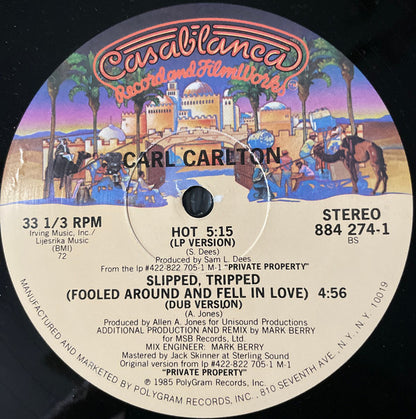 Casablanca
Record and FilmWorks
CARL CARLTON
33 1/3 RPM
Irving Music, Inc./
Lijesrika Music
(BMI)
72
HOT 5:15
(LP VERSION)
(S. Dees)
Produced by Sam L. Dees
From the lp #422-822 705-1 M-1 "PRIVATE PROPERTY"
STEREO
884 274-1
BS
SLIPPED, TRIPPED
(FOOLED AROUND AND FELL IN LOVE) 4:56
(DUB VERSION)
(A. Jones)
Produced by Allen A. Jones for Unisound Productions
ADDITIONAL PRODUCTION AND REMIX BY MARK BERRY
for MSB Records, Ltd.
MIX ENGINEER: MARK BERRY
Mastered by Jack Skinner at Sterling Sound
Original version from lp #422-822 705-1 M-1
"PRIVATE PROPERTY"
℗ 1985 PolyGram Records, Inc.
MANUFACTURED AND MARKETED BY POLYGRAM RECORDS, INC., 810 SEVENTH AVE., N.Y., N.Y. 10019